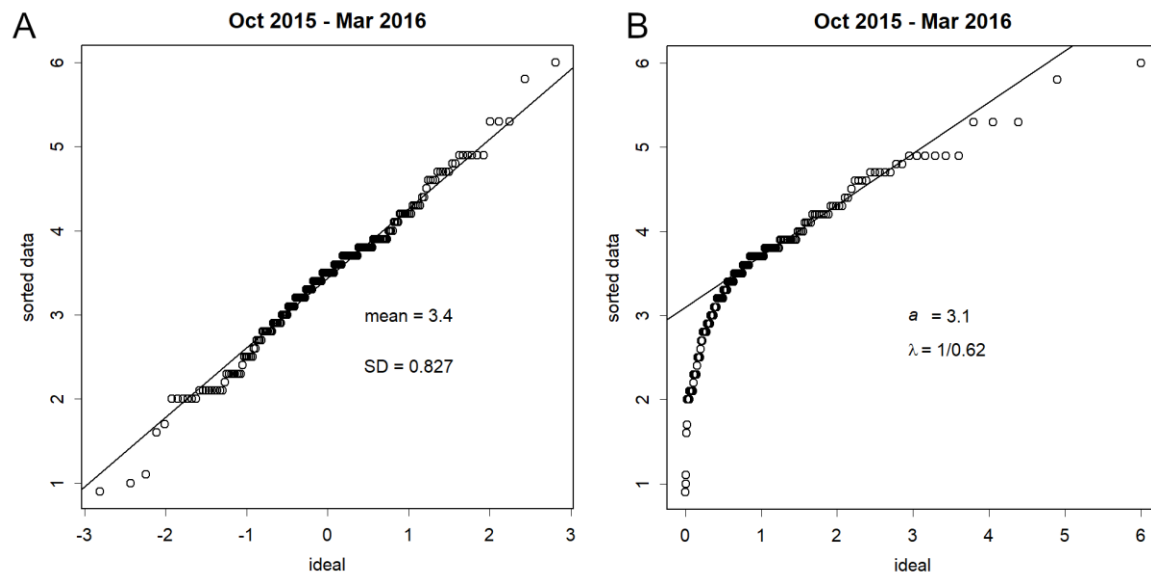 A
Oct 2015 - Mar 2016
sorted data
6
5
4
3
2
1
mean = 3.4
SD = 0.827
-3 -2 -1 0 1 2 3
ideal
B
Oct 2015 - Mar 2016
sorted data
6
5
4
3
2
1
a = 3.1
λ = 1/0.62
0 1 2 3 4 5 6
ideal